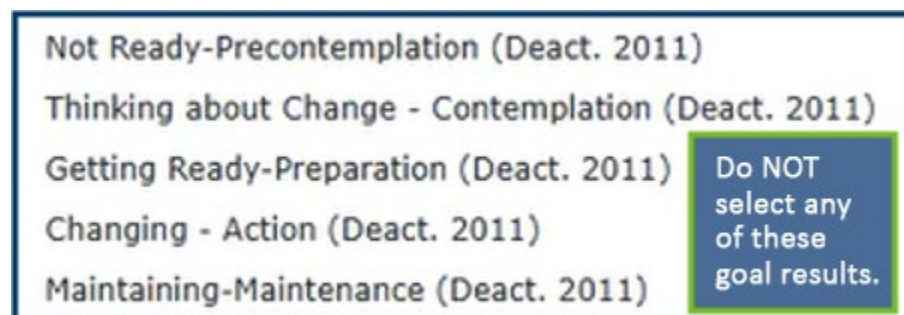 Not Ready-Precontemplation (Deact. 2011)
Thinking about Change - Contemplation (Deact. 2011)
Getting Ready-Preparation (Deact. 2011)
Changing - Action (Deact. 2011)
Maintaining-Maintenance (Deact. 2011)
Do NOT
select any
of these
goal results.